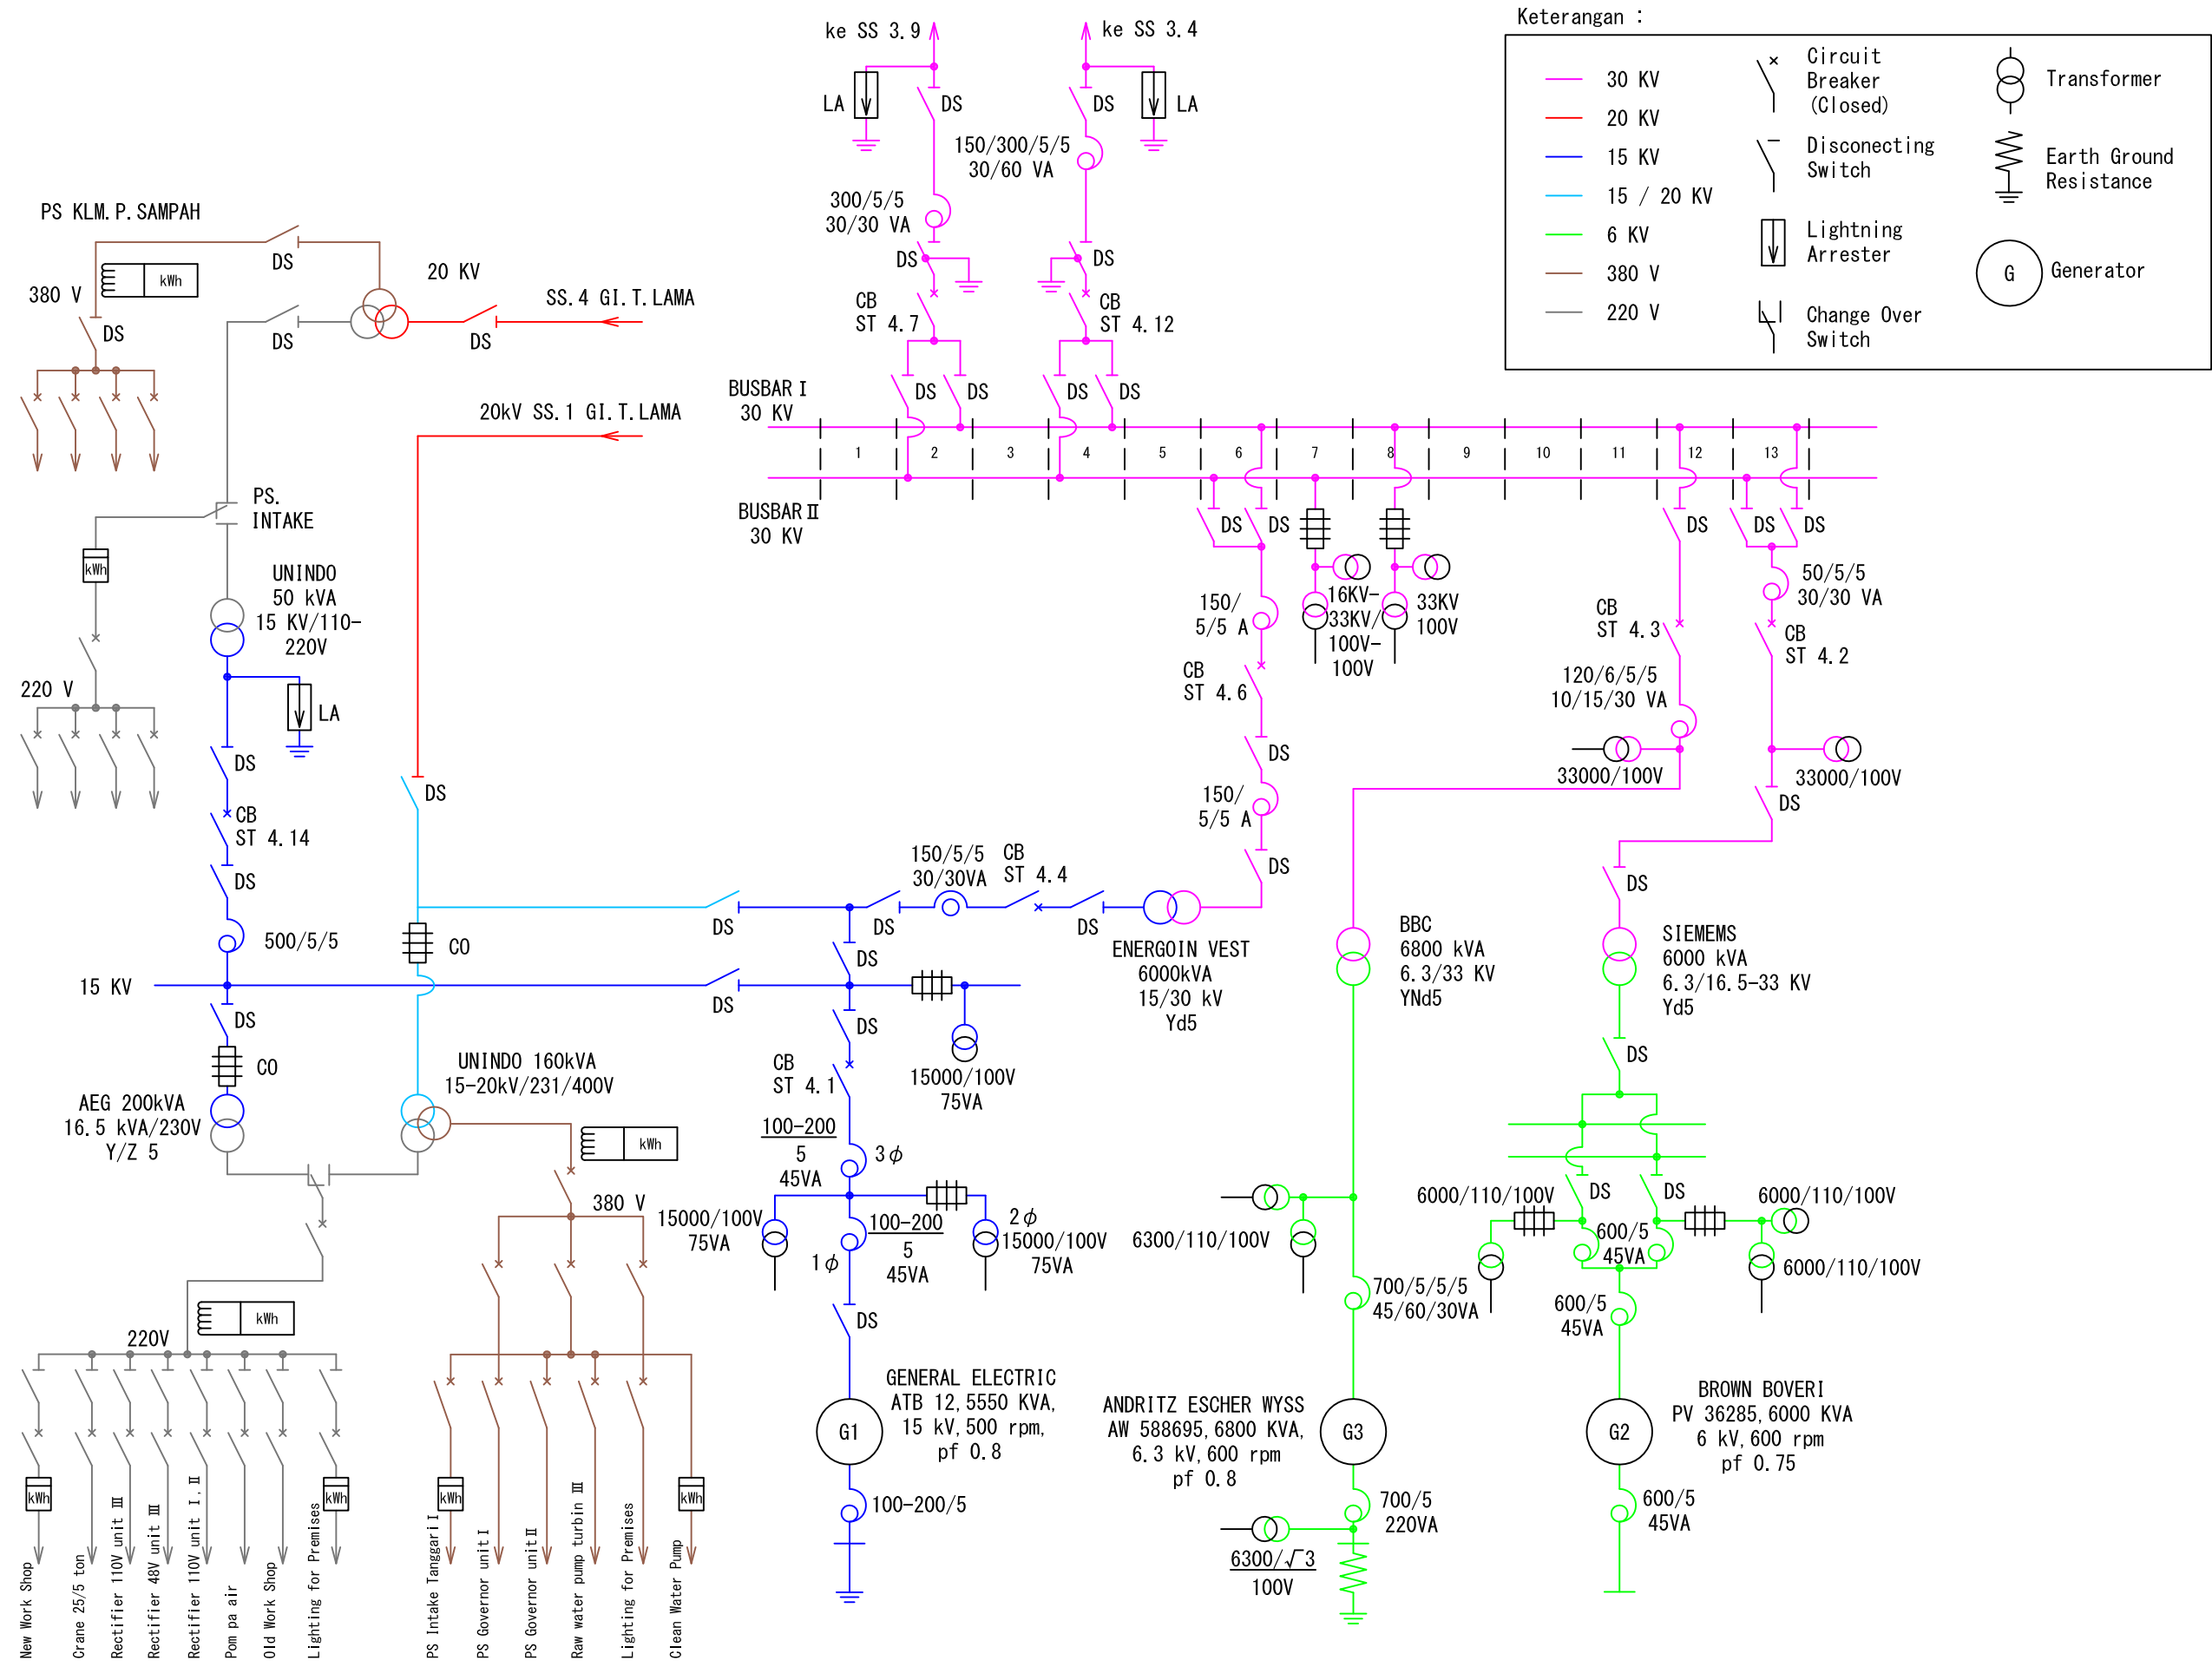 Keterangan :
30 KV
20 KV
15 KV
15 / 20 KV
6 KV
380 V
220 V
Circuit
Breaker
(Closed)
Disconecting
Switch
Lightning
Arrester
Change Over
Switch
Transformer
Earth Ground
Resistance
G
Generator
ke SS 3.9
ke SS 3.4
LA
DS
DS
LA
150/300/5/5
30/60 VA
300/5/5
30/30 VA
DS
DS
CB
ST 4.7
CB
ST 4.12
DS
DS
DS
DS
BUSBAR I
30 KV
1
2
3
4
5
6
7
8
9
10
11
12
13
BUSBAR II
30 KV
PS KLM.P.SAMPAH
DS
kWh
380 V
DS
20 KV
SS.4 GI.T.LAMA
DS
DS
20kV SS.1 GI.T.LAMA
PS.
INTAKE
kWh
220 V
UNINDO
50 kVA
15 KV/110-
220V
LA
DS
CB
ST 4.14
DS
500/5/5
15 KV
DS
CO
AEG 200kVA
16.5 kVA/230V
Y/Z 5
DS
CO
UNINDO 160kVA
15-20kV/231/400V
kWh
380 V
DS
DS
DS
DS
150/5/5
30/30VA
CB
ST 4.4
DS
ENERGOIN VEST
6000kVA
15/30 kV
Yd5
DS
DS
150/
5/5 A
CB
ST 4.6
DS
150/
5/5 A
DS
16KV-
33KV/
100V-
100V
33KV
100V
DS
CB
ST 4.3
120/6/5/5
10/15/30 VA
33000/100V
DS
DS
50/5/5
30/30 VA
CB
ST 4.2
33000/100V
DS
DS
BBC
6800 kVA
6.3/33 KV
YNd5
SIEMEMS
6000 kVA
6.3/16.5-33 KV
Yd5
DS
DS
CB
ST 4.1
15000/100V
75VA
100-200
5
45VA
3φ
15000/100V
75VA
1φ
100-200
5
45VA
2φ
15000/100V
75VA
DS
6300/110/100V
700/5/5/5
45/60/30VA
6000/110/100V
DS
DS
600/5
45VA
6000/110/100V
6000/110/100V
600/5
45VA
GENERAL ELECTRIC
ATB 12,5550 KVA,
15 kV,500 rpm,
pf 0.8
G1
ANDRITZ ESCHER WYSS
AW 588695,6800 KVA,
6.3 kV,600 rpm
pf 0.8
G3
G2
BROWN BOVERI
PV 36285,6000 KVA
6 kV,600 rpm
pf 0.75
100-200/5
700/5
220VA
6300/√3
100V
600/5
45VA
220V
kWh
kWh
kWh
kWh
kWh
New Work Shop
Crane 25/5 ton
Rectifier 110V unit III
Rectifier 48V unit III
Rectifier 110V unit I,II
Pom pa air
Old Work Shop
Lighting for Premises
PS Intake Tanggari I
PS Governor unit I
PS Governor unit II
Raw water pump turbin III
Lighting for Premises
Clean Water Pump